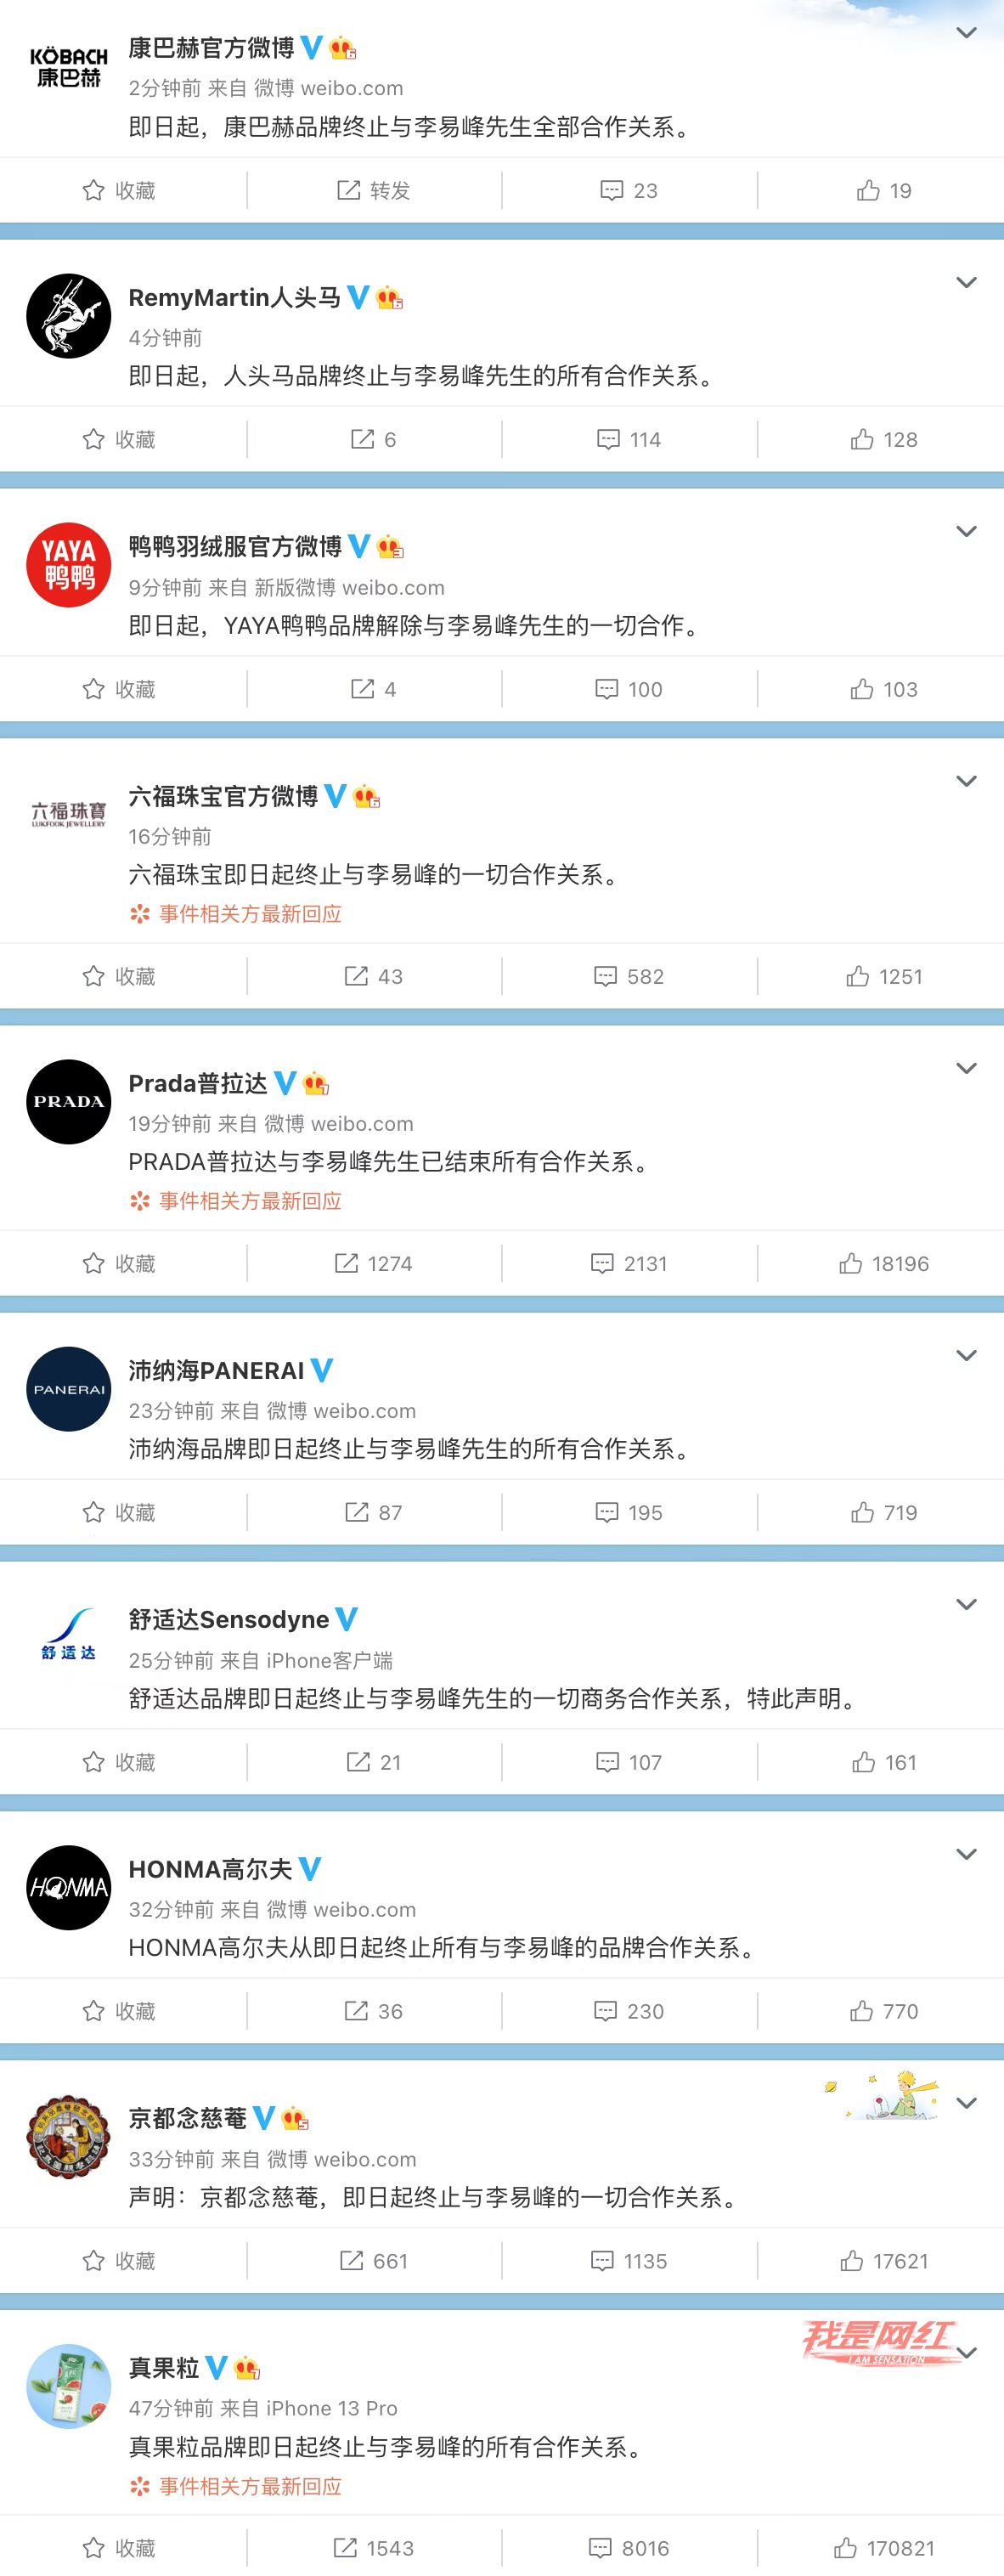 KÖBACH
康巴赫
康巴赫官方微博
2分钟前 来自 微博 weibo.com
即日起，康巴赫品牌终止与李易峰先生全部合作关系。
收藏 转发 23 19
RemyMartin人头马
4分钟前
即日起，人头马品牌终止与李易峰先生的所有合作关系。
收藏 6 114 128
YAYA
鸭鸭
鸭鸭羽绒服官方微博
9分钟前 来自 新版微博 weibo.com
即日起，YAYA鸭鸭品牌解除与李易峰先生的一切合作。
收藏 4 100 103
六福珠寶
LUKFOOK JEWELLERY
六福珠宝官方微博
16分钟前
六福珠宝即日起终止与李易峰的一切合作关系。
事件相关方最新回应
收藏 43 582 1251
PRADA
Prada普拉达
19分钟前 来自 微博 weibo.com
PRADA普拉达与李易峰先生已结束所有合作关系。
事件相关方最新回应
收藏 1274 2131 18196
PANERAI
沛纳海PANERAI
23分钟前 来自 微博 weibo.com
沛纳海品牌即日起终止与李易峰先生的所有合作关系。
收藏 87 195 719
舒适达
舒适达Sensodyne
25分钟前 来自 iPhone客户端
舒适达品牌即日起终止与李易峰先生的一切商务合作关系，特此声明。
收藏 21 107 161
HONMA
HONMA高尔夫
32分钟前 来自 微博 weibo.com
HONMA高尔夫从即日起终止所有与李易峰的品牌合作关系。
收藏 36 230 770
京都念慈菴
33分钟前 来自 微博 weibo.com
声明：京都念慈菴，即日起终止与李易峰的一切合作关系。
收藏 661 1135 17621
我是网红
I AM SENSATION
真果粒
47分钟前 来自 iPhone 13 Pro
真果粒品牌即日起终止与李易峰的所有合作关系。
事件相关方最新回应
收藏 1543 8016 170821